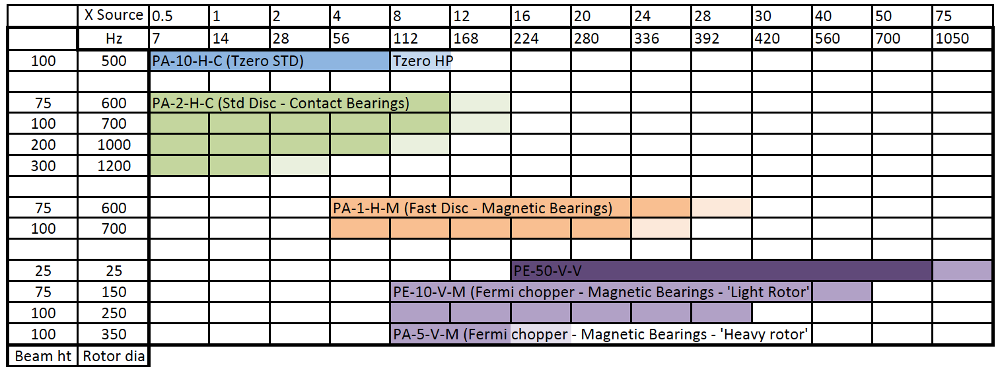 X Source 0.5 1 2 4 8 12 16 20 24 28 30 40 50 75
Hz 7 14 28 56 112 168 224 280 336 392 420 560 700 1050
100 500 PA-10-H-C (Tzero STD) Tzero HP
75 600 PA-2-H-C (Std Disc - Contact Bearings)
100 700
200 1000
300 1200
75 600 PA-1-H-M (Fast Disc - Magnetic Bearings)
100 700
25 25 PE-50-V-V
75 150 PE-10-V-M (Fermi chopper - Magnetic Bearings - 'Light Rotor'
100 250
100 350 PA-5-V-M (Fermi chopper - Magnetic Bearings - 'Heavy rotor'
Beam ht Rotor dia